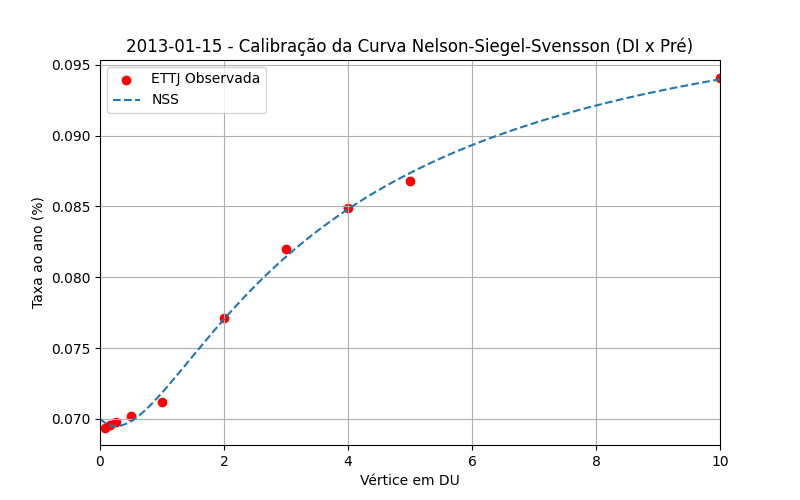 2013-01-15 - Calibração da Curva Nelson-Siegel-Svensson (DI x Pré)
ETTJ Observada
NSS
Taxa ao ano (%)
0.095
0.090
0.085
0.080
0.075
0.070
0 2 4 6 8 10
Vértice em DU